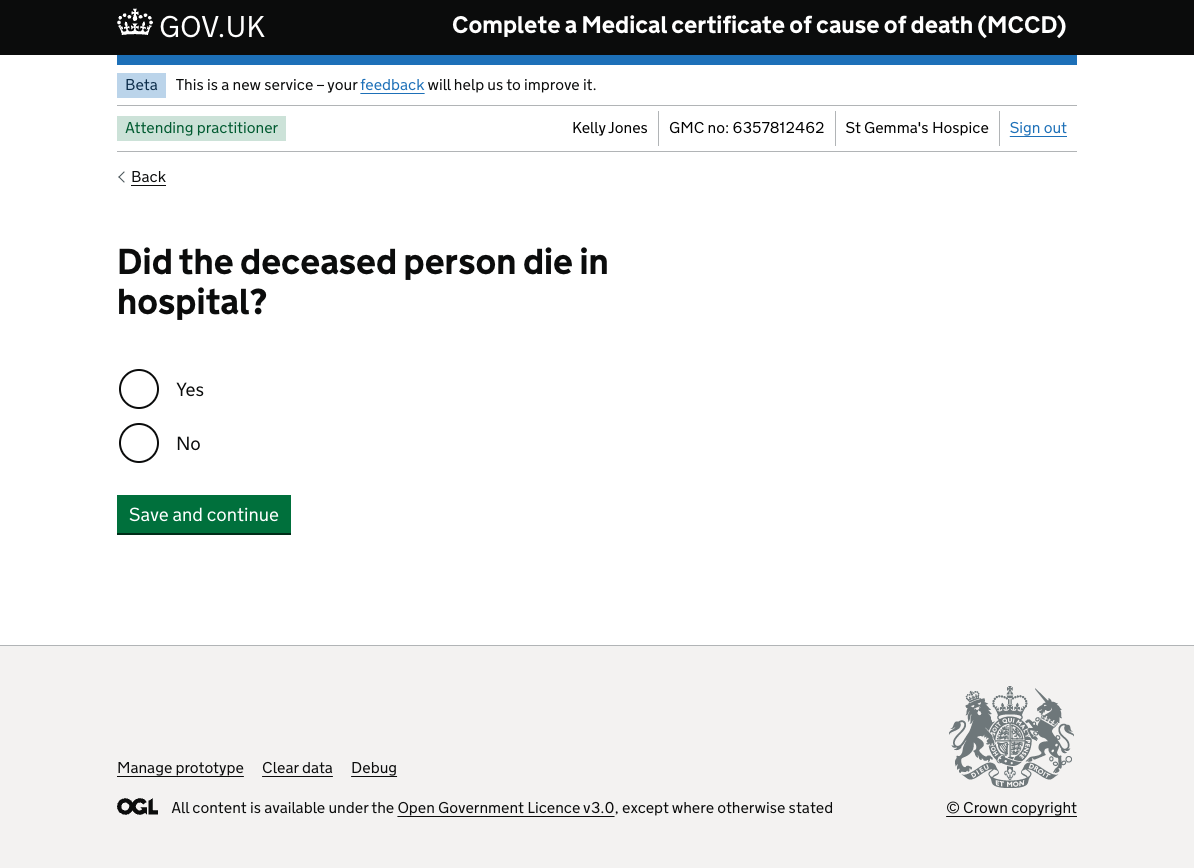 GOV.UK
Complete a Medical certificate of cause of death (MCCD)
Beta This is a new service – your feedback will help us to improve it.
Attending practitioner Kelly Jones GMC no: 6357812462 St Gemma's Hospice Sign out
Back
Did the deceased person die in
hospital?
Yes
No
Save and continue
Manage prototype Clear data Debug
OGL All content is available under the Open Government Licence v3.0, except where otherwise stated
© Crown copyright